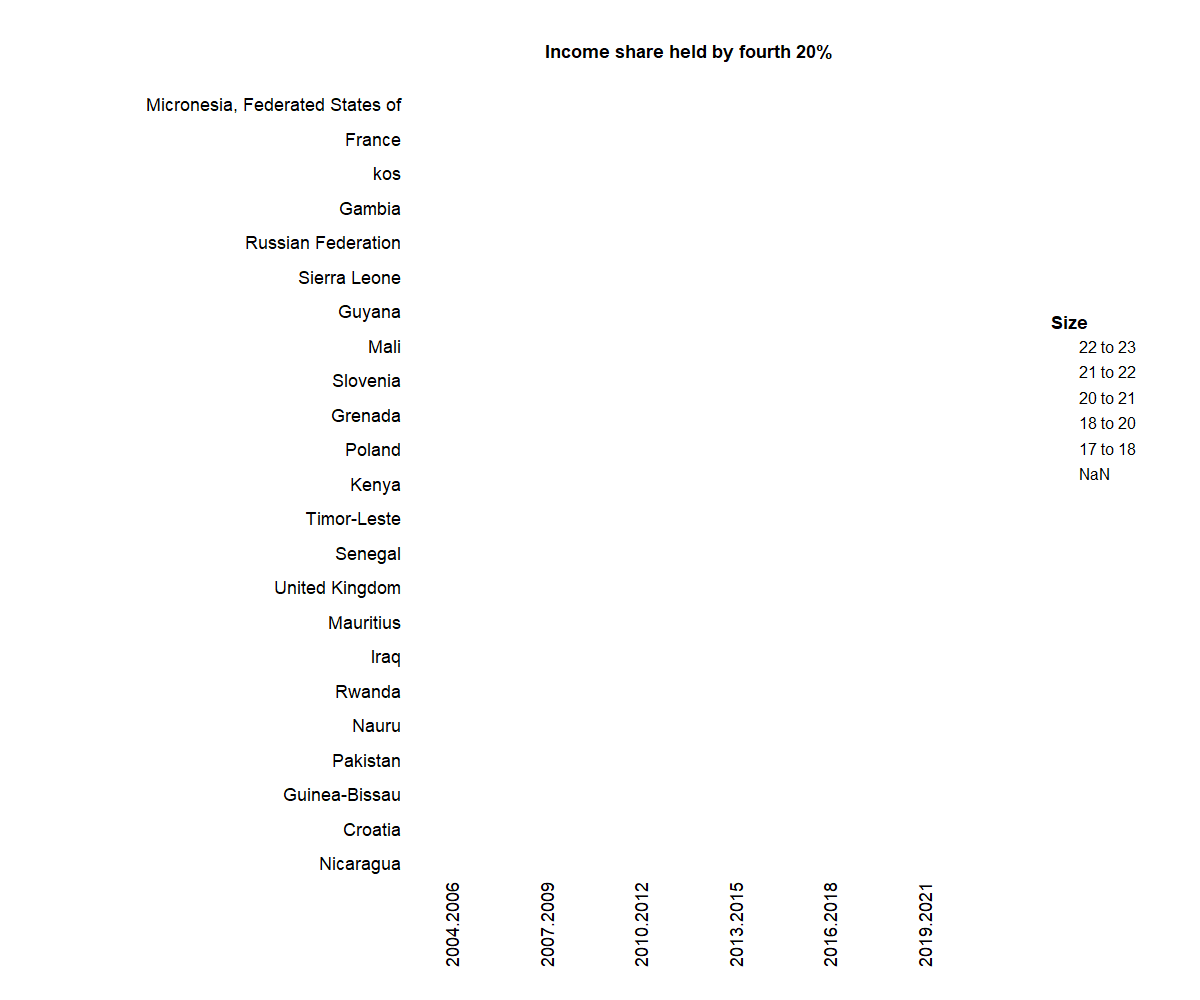 Income share held by fourth 20%
Micronesia, Federated States of
France
kos
Gambia
Russian Federation
Sierra Leone
Guyana
Mali
Slovenia
Grenada
Poland
Kenya
Timor-Leste
Senegal
United Kingdom
Mauritius
Iraq
Rwanda
Nauru
Pakistan
Guinea-Bissau
Croatia
Nicaragua
2004.2006
2007.2009
2010.2012
2013.2015
2016.2018
2019.2021
Size
22 to 23
21 to 22
20 to 21
18 to 20
17 to 18
NaN